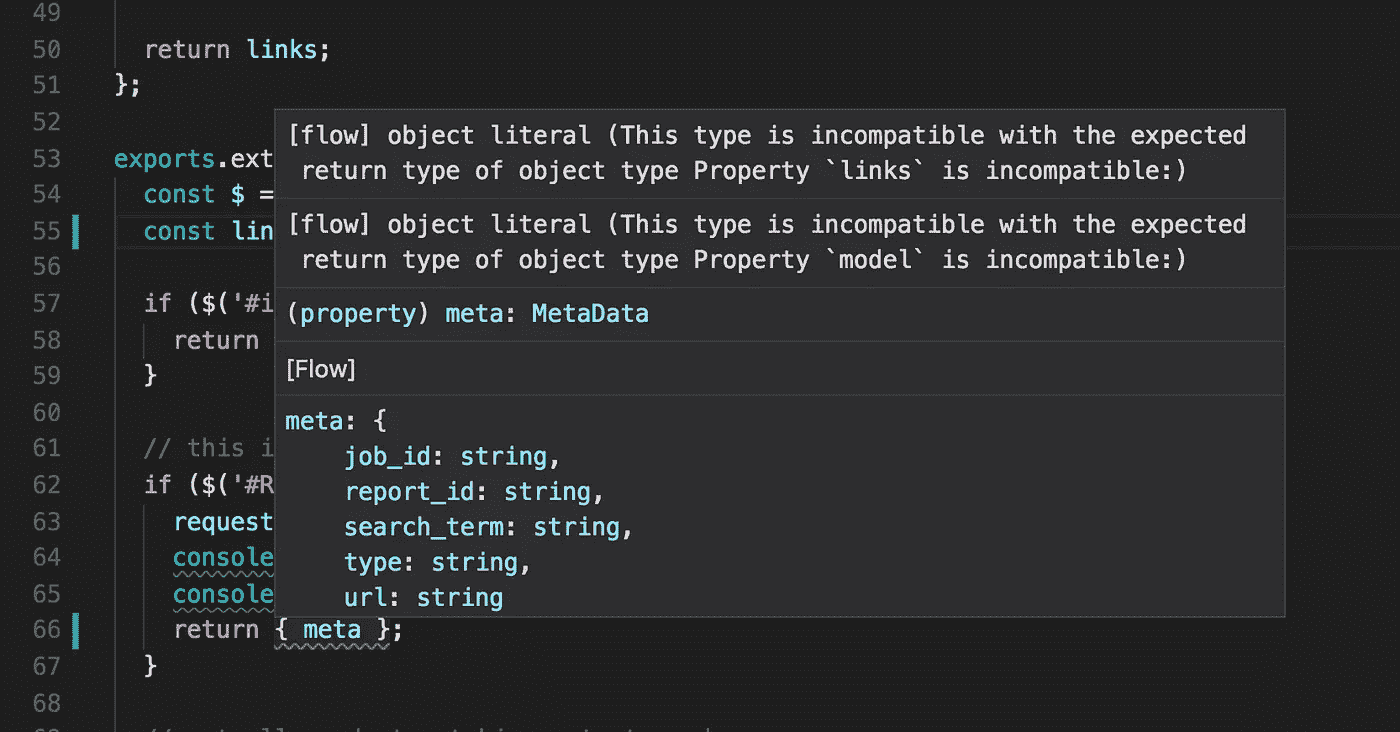 49
50 return links;
51 };
52
[flow] object literal (This type is incompatible with the expected
return type of object type Property `links` is incompatible:)
[flow] object literal (This type is incompatible with the expected
return type of object type Property `model` is incompatible:)
(property) meta: MetaData
[Flow]
meta: {
job_id: string,
report_id: string,
search_term: string,
type: string,
url: string
53 exports.ext
54 const $ =
55 const lin
56
57 if ($('#i
58 return
59 }
60
61 // this i
62 if ($('#R
63 request
64 console
65 console
66 return { meta };
67 }
68